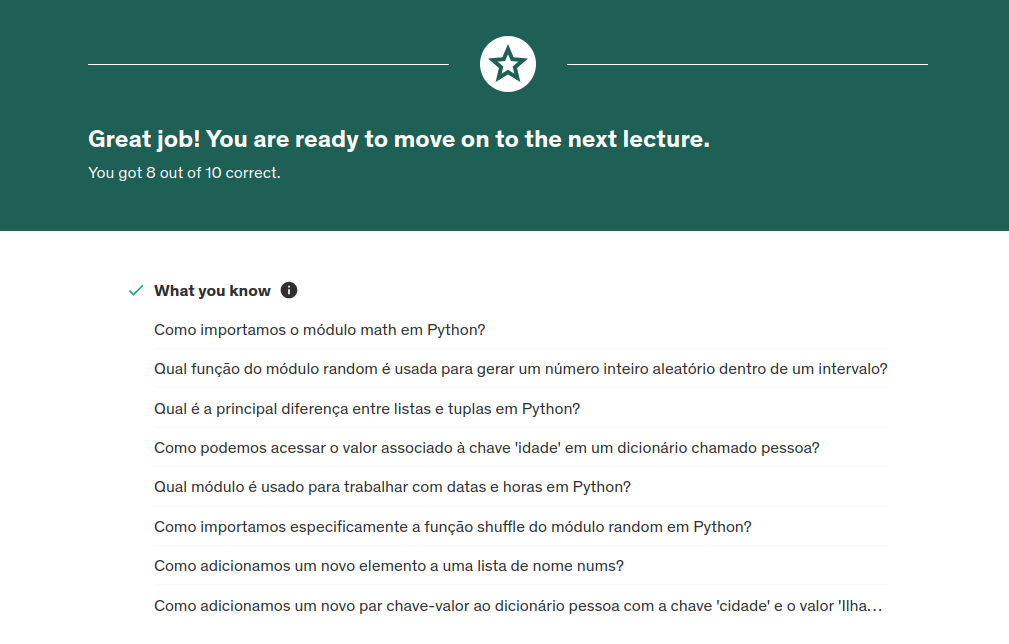 Great job! You are ready to move on to the next lecture.
You got 8 out of 10 correct.
What you know
Como importamos o módulo math em Python?
Qual função do módulo random é usada para gerar um número inteiro aleatório dentro de um intervalo?
Qual é a principal diferença entre listas e tuplas em Python?
Como podemos acessar o valor associado à chave 'idade' em um dicionário chamado pessoa?
Qual módulo é usado para trabalhar com datas e horas em Python?
Como importamos especificamente a função shuffle do módulo random em Python?
Como adicionamos um novo elemento a uma lista de nome nums?
Como adicionamos um novo par chave-valor ao dicionário pessoa com a chave 'cidade' e o valor 'Ilha...